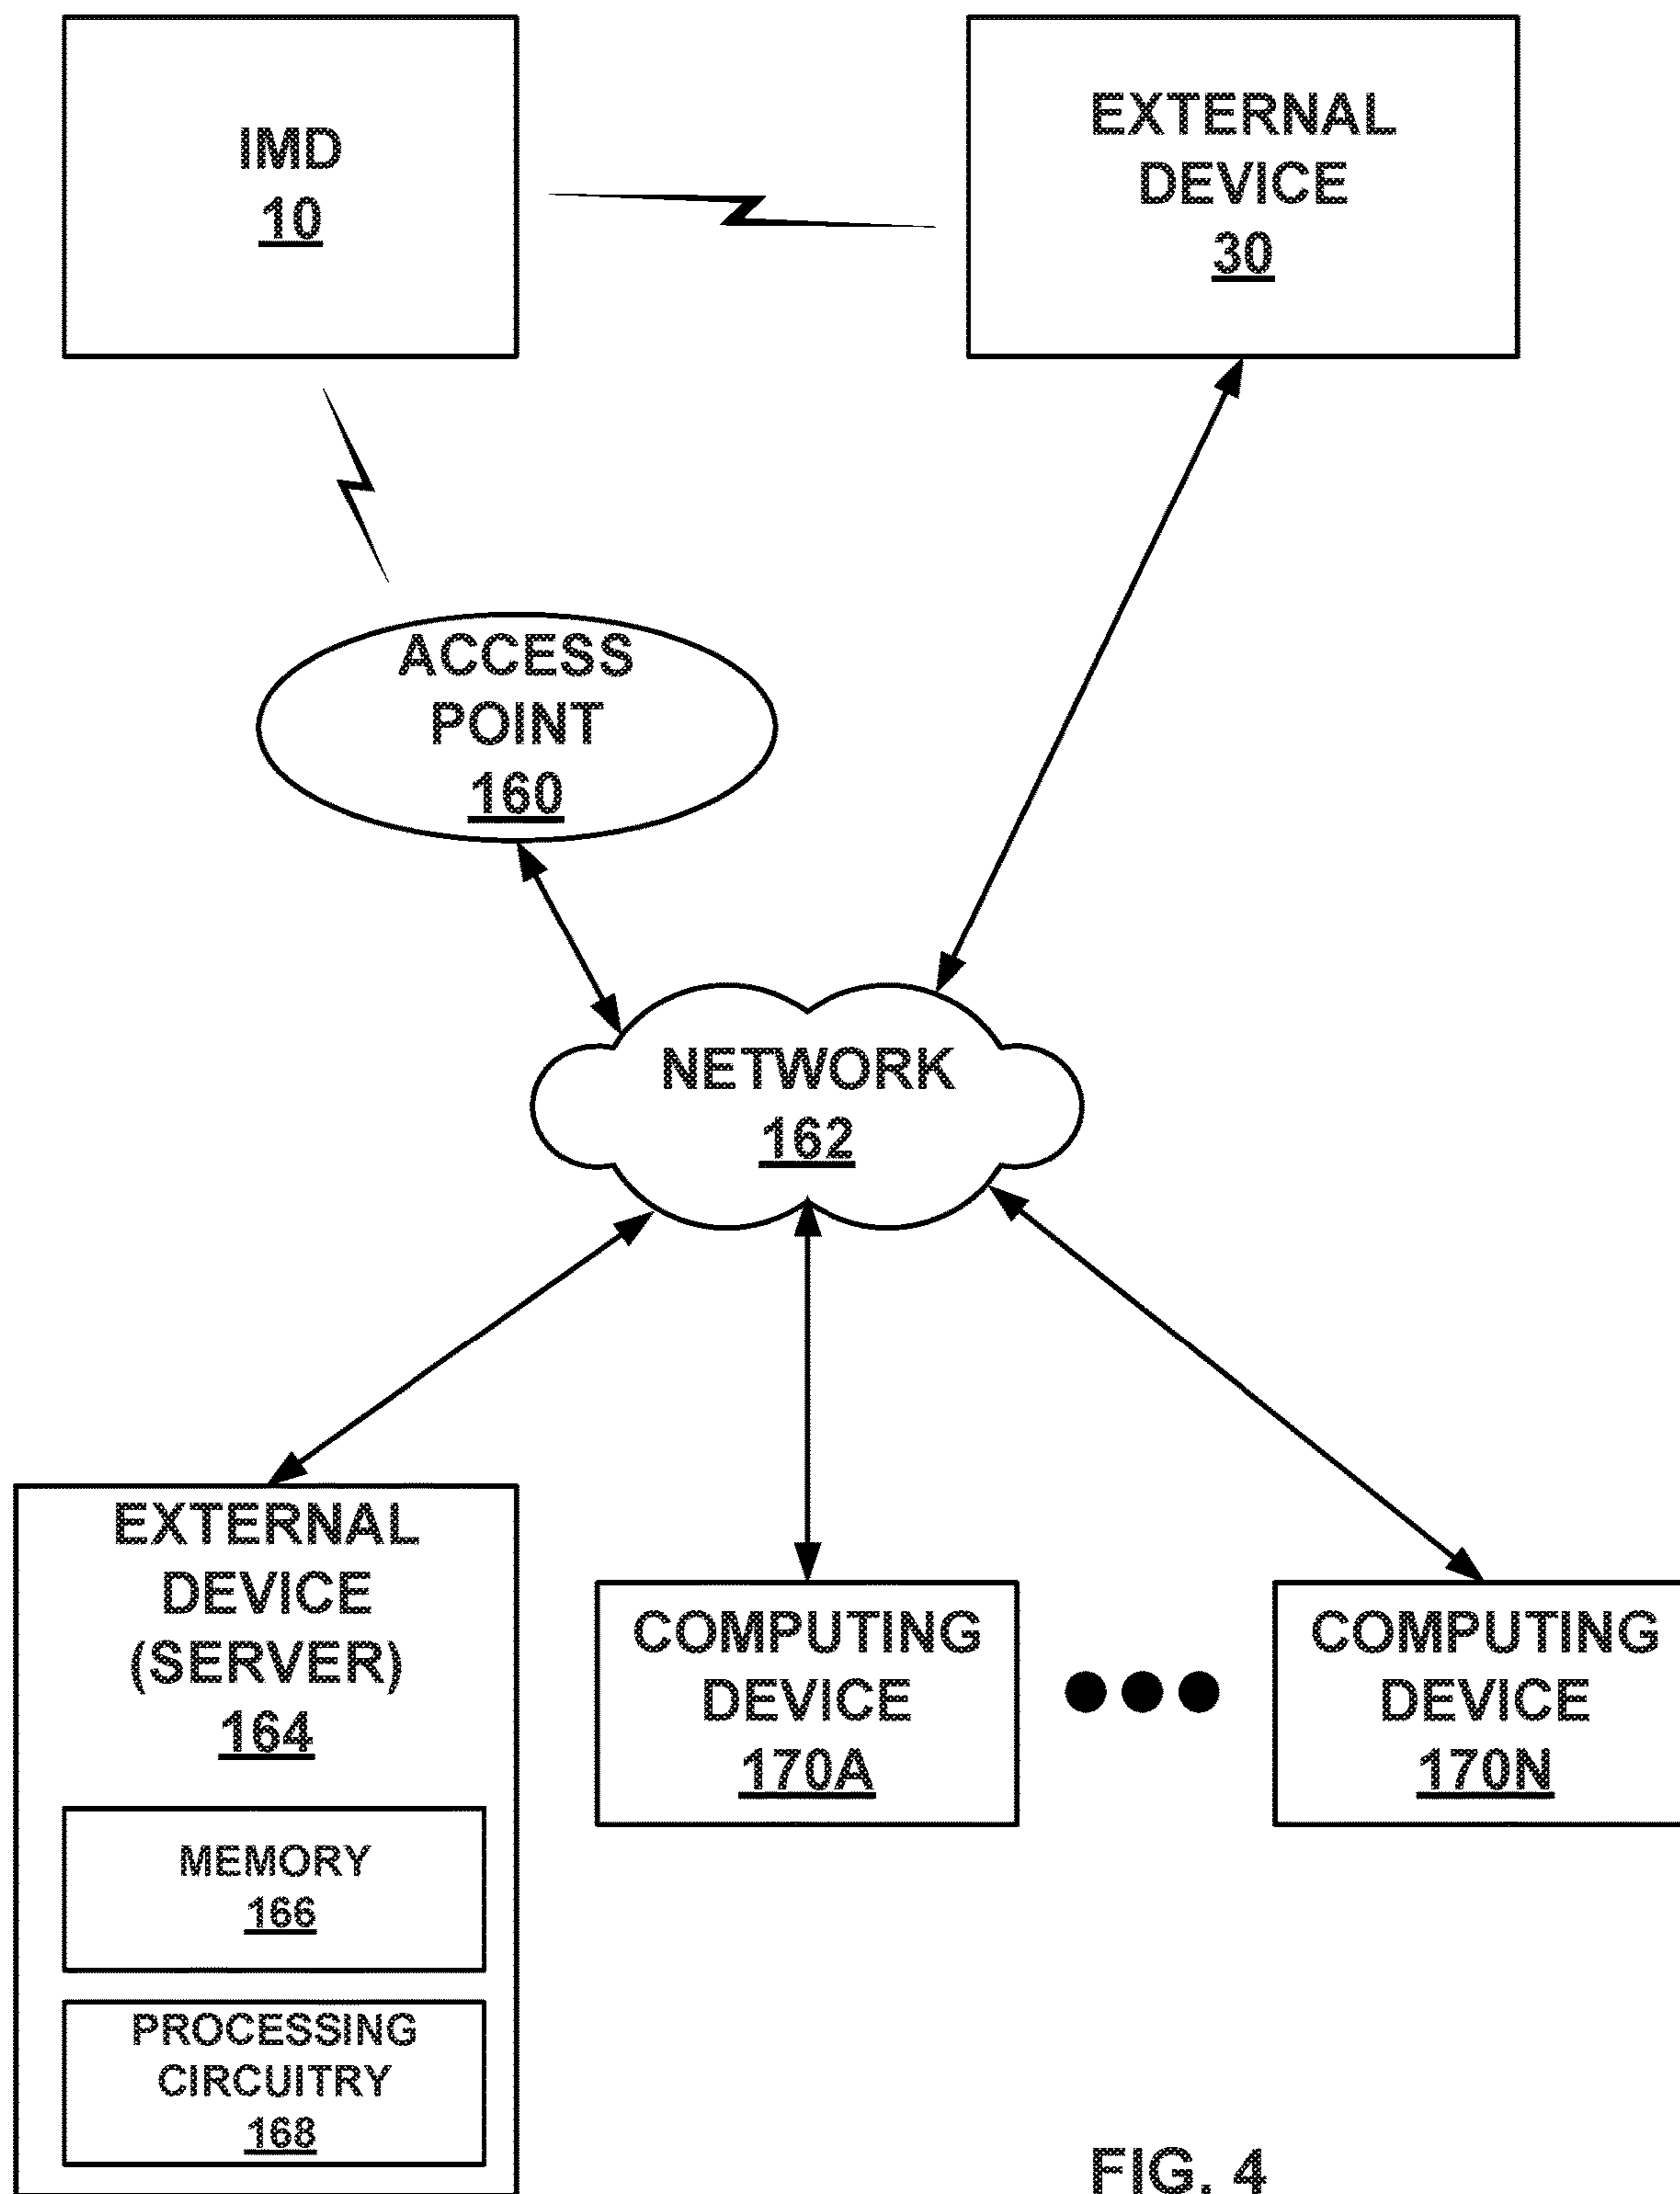 IMD
10
EXTERNAL
DEVICE
30
ACCESS
POINT
160
NETWORK
162
EXTERNAL
DEVICE
(SERVER)
164
MEMORY
166
PROCESSING
CIRCUITRY
168
COMPUTING
DEVICE
170A
COMPUTING
DEVICE
170N
FIG. 4